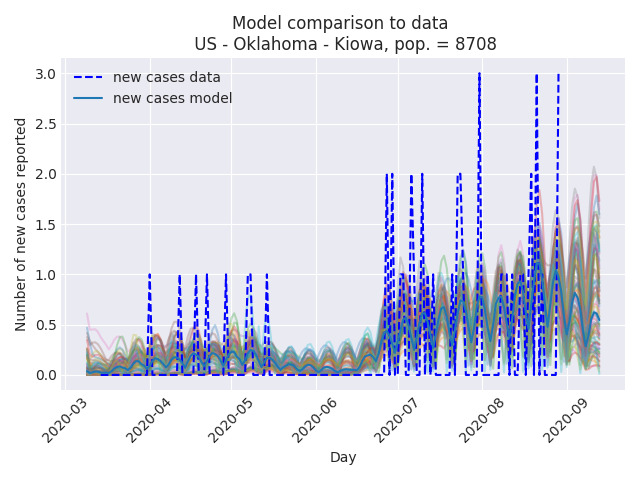 Model comparison to data
US - Oklahoma - Kiowa, pop. = 8708
new cases data
new cases model
Number of new cases reported
3.0
2.5
2.0
1.5
1.0
0.5
0.0
2020-03
2020-04
2020-05
2020-06
2020-07
2020-08
2020-09
Day